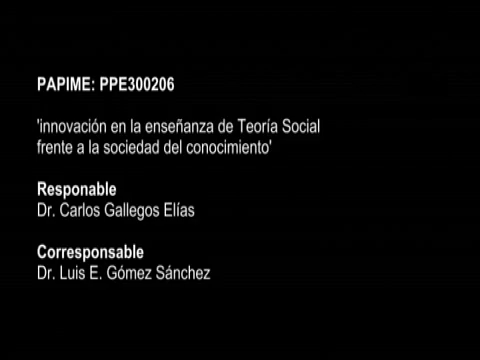 PAPIME: PPE300206
'innovación en la enseñanza de Teoría Social
frente a la sociedad del conocimiento'
Responable
Dr. Carlos Gallegos Elías
Corresponsable
Dr. Luis E. Gómez Sánchez